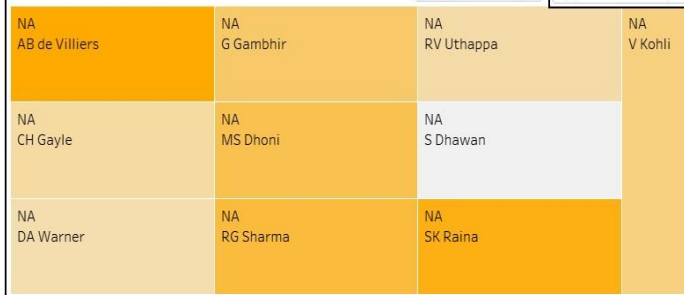 NA
AB de Villiers
NA
G Gambhir
NA
RV Uthappa
NA
V Kohli
NA
CH Gayle
NA
MS Dhoni
NA
S Dhawan
NA
DA Warner
NA
RG Sharma
NA
SK Raina